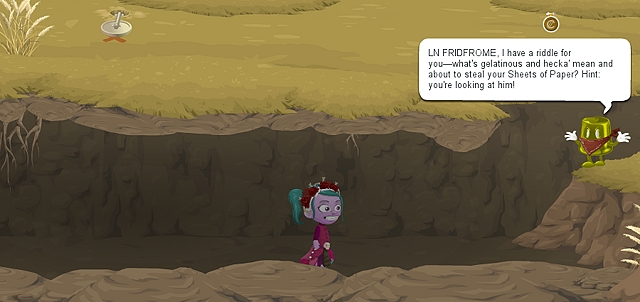 LN FRIDFROME, I have a riddle for
you—what's gelatinous and hecka' mean and
about to steal your Sheets of Paper? Hint:
you're looking at him!